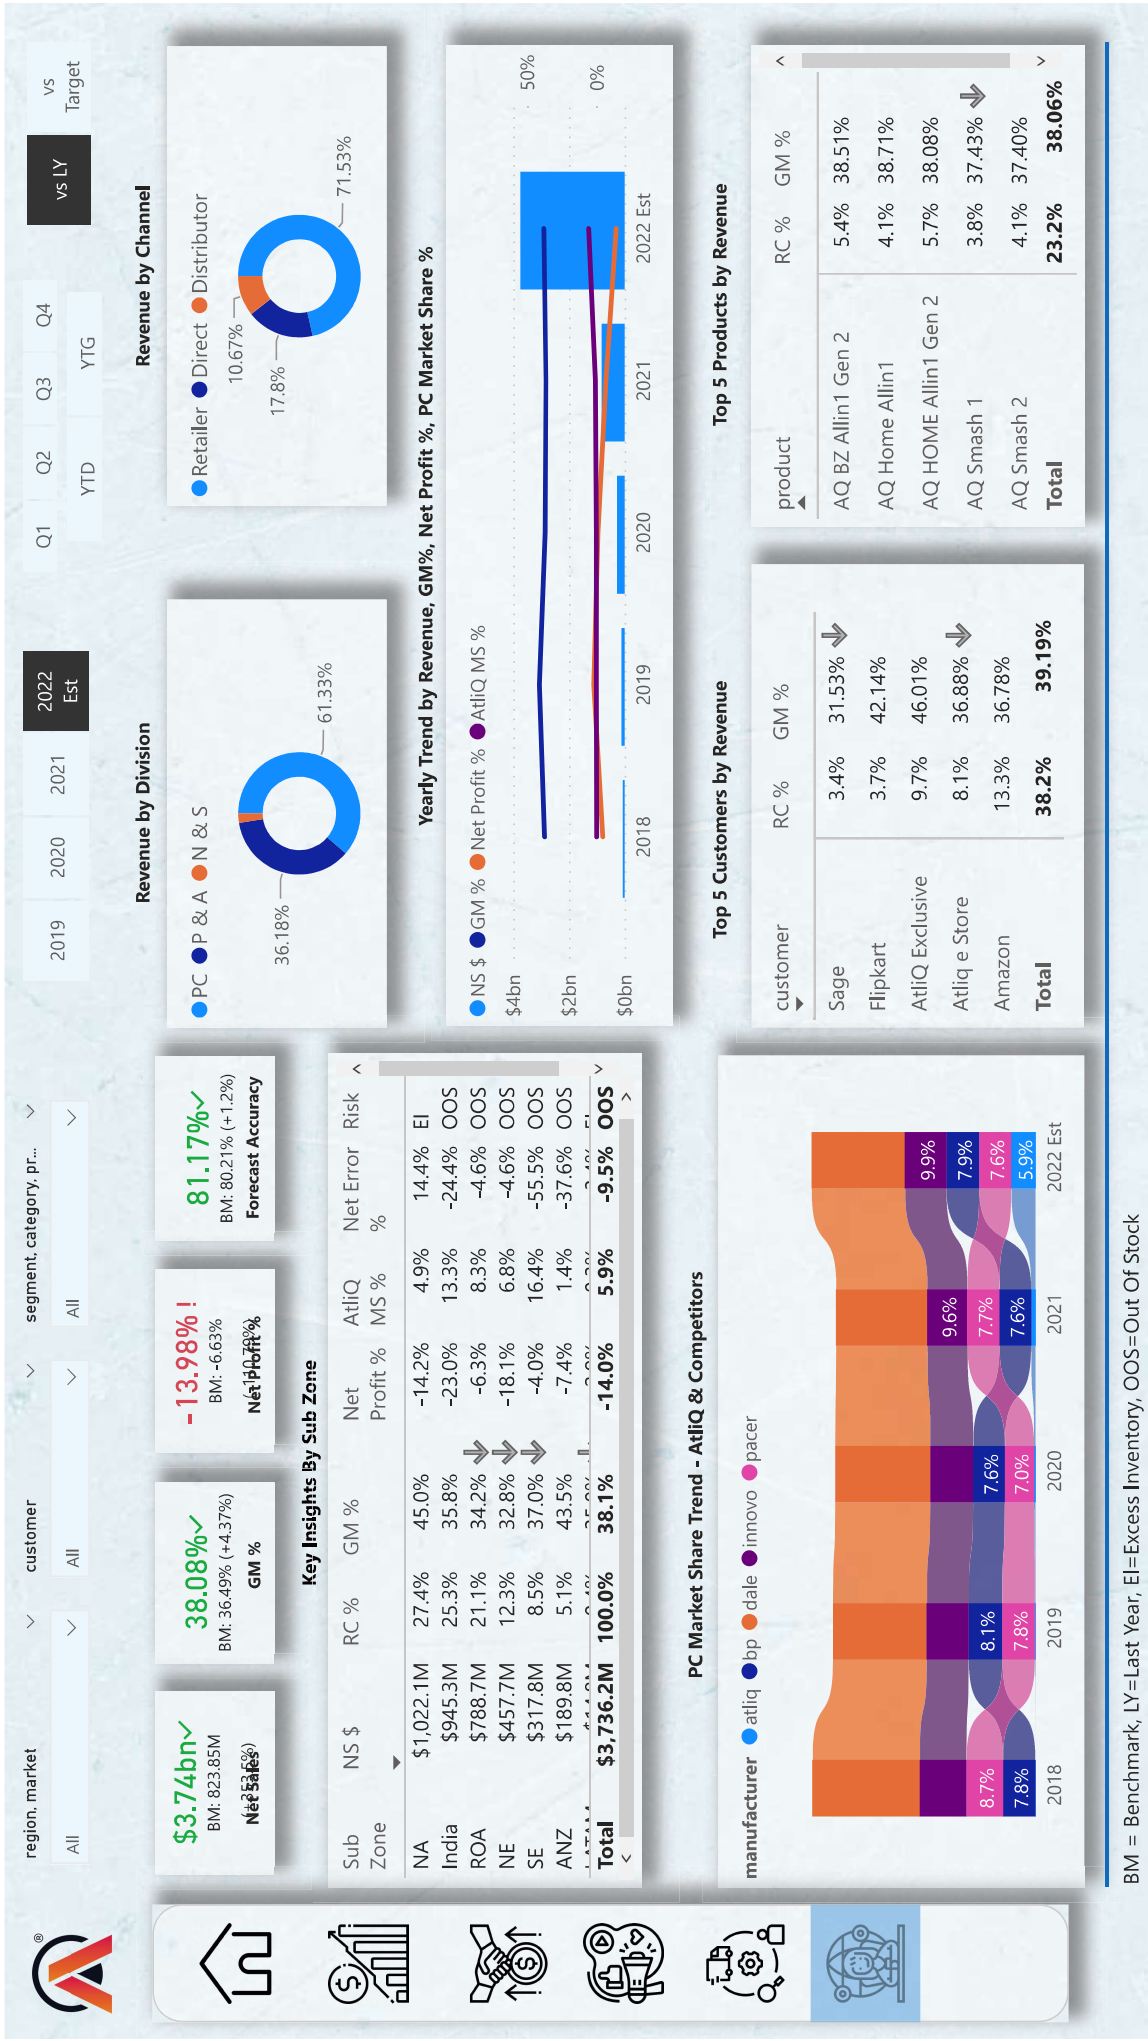 ®
region, market
customer
segment, category, pr...
All
All
All
2019
2020
2021
2022
Est
Q1
Q2
Q3
Q4
YTD
YTG
vs LY
vs
Target
$3.74bn✓
BM: 823.85M
Net Sales
38.08%✓
BM: 36.49% (+4.37%)
GM %
-13.98% !
BM: -6.63%
Net Profit %
81.17%✓
BM: 80.21% (+1.2%)
Forecast Accuracy
Key Insights By Sub Zone
Sub Zone NS $ RC % GM % Net Profit % AtliQ MS % Net Error % Risk
NA $1,022.1M 27.4% 45.0% -14.2% 4.9% 14.4% EI
India $945.3M 25.3% 35.8% -23.0% 13.3% -24.4% OOS
ROA $788.7M 21.1% 34.2% -6.3% 8.3% -4.6% OOS
NE $457.7M 12.3% 32.8% -18.1% 6.8% -4.6% OOS
SE $317.8M 8.5% 37.0% -4.0% 16.4% -55.5% OOS
ANZ $189.8M 5.1% 43.5% -7.4% 1.4% -37.6% OOS
Total $3,736.2M 100.0% 38.1% -14.0% 5.9% -9.5% OOS
Revenue by Division
PC P & A N & S
36.18%
61.33%
Revenue by Channel
Retailer Direct Distributor
10.67%
17.8%
71.53%
Yearly Trend by Revenue, GM%, Net Profit %, PC Market Share %
NS $ GM % Net Profit % AtliQ MS %
$4bn
$2bn
$0bn
50%
0%
2018 2019 2020 2021 2022 Est
PC Market Share Trend - AtliQ & Competitors
manufacturer atliq bp dale innovo pacer
8.7%
7.8%
8.1%
7.8%
7.6%
7.0%
9.6%
7.7%
7.6%
9.9%
7.9%
7.6%
5.9%
2018 2019 2020 2021 2022 Est
Top 5 Customers by Revenue
customer RC % GM %
Sage 3.4% 31.53%
Flipkart 3.7% 42.14%
AtliQ Exclusive 9.7% 46.01%
Atliq e Store 8.1% 36.88%
Amazon 13.3% 36.78%
Total 38.2% 39.19%
Top 5 Products by Revenue
product RC % GM %
AQ BZ Allin1 Gen 2 5.4% 38.51%
AQ Home Allin1 4.1% 38.71%
AQ HOME Allin1 Gen 2 5.7% 38.08%
AQ Smash 1 3.8% 37.43%
AQ Smash 2 4.1% 37.40%
Total 23.2% 38.06%
BM = Benchmark, LY=Last Year, EI=Excess Inventory, OOS=Out Of Stock